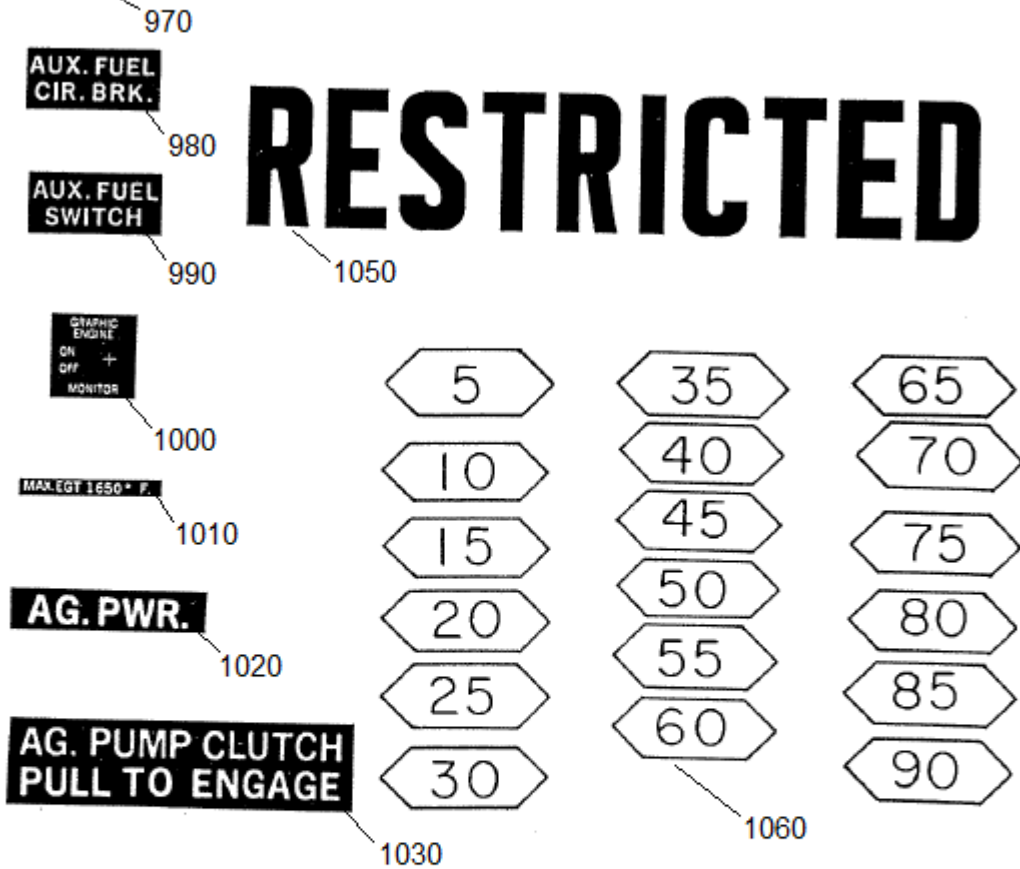 970
AUX. FUEL
CIR. BRK.
980
AUX. FUEL
SWITCH
990
RESTRICTED
1050
GRAPHIC
ENGINE
ON
OFF
MONITOR
1000
MAX.EGT 1650° F.
1010
AG. PWR.
1020
AG. PUMP CLUTCH
PULL TO ENGAGE
1030
5
10
15
20
25
30
35
40
45
50
55
60
65
70
75
80
85
90
1060